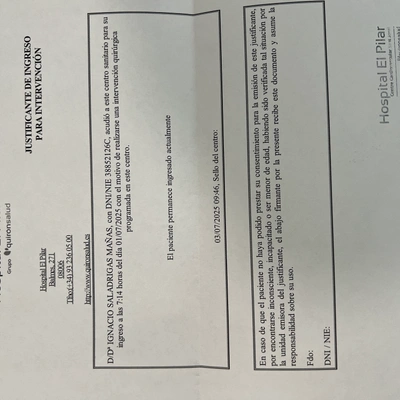 Grupo quironsalud
Hospital El Pilar
Balmes, 271
08006
Tfno:(+34) 93 236 05 00
http://www.quironsalud.es
JUSTIFICANTE DE INGRESO
PARA INTERVENCIÓN
D/Dª IGNACIO SALADRIGAS MAÑAS, con DNI/NIE 38852126C, acudió a este centro sanitario para su
ingreso a las 7:14 horas del día 01/07/2025 con el motivo de realizarse una intervención quirúrgica
programada en este centro.
El paciente permanece ingresado actualmente
03/07/2025 09:46, Sello del centro:
En caso de que el paciente no haya podido prestar su consentimiento para la emisión de este justificante,
por encontrarse inconsciente, incapacitado o ser menor de edad, habiendo sido verificada tal situación por
la unidad emisora del justificante, el abajo firmante por la presente recibe este documento y asume la
responsabilidad sobre su uso.
Fdo:
DNI / NIE:
Hospital El Pilar